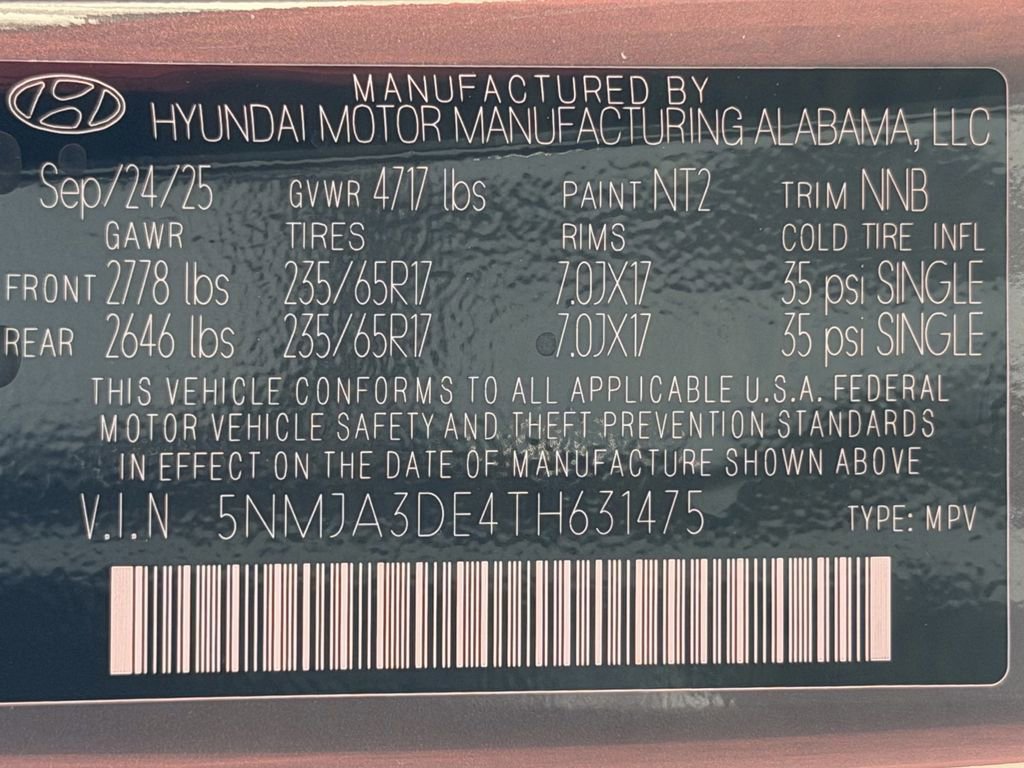 MANUFACTURED BY
HYUNDAI MOTOR MANUFACTURING ALABAMA, LLC
Sep/24/25 GVWR 4717 lbs PAINT NT2 TRIM NNB
GAWR TIRES RIMS COLD TIRE INFL
FRONT 2778 lbs 235/65R17 7.0JX17 35 psi SINGLE
REAR 2646 lbs 235/65R17 7.0JX17 35 psi SINGLE
THIS VEHICLE CONFORMS TO ALL APPLICABLE U.S.A. FEDERAL
MOTOR VEHICLE SAFETY AND THEFT PREVENTION STANDARDS
IN EFFECT ON THE DATE OF MANUFACTURE SHOWN ABOVE
V.I.N 5NMJA3DE4TH631475 TYPE: MPV